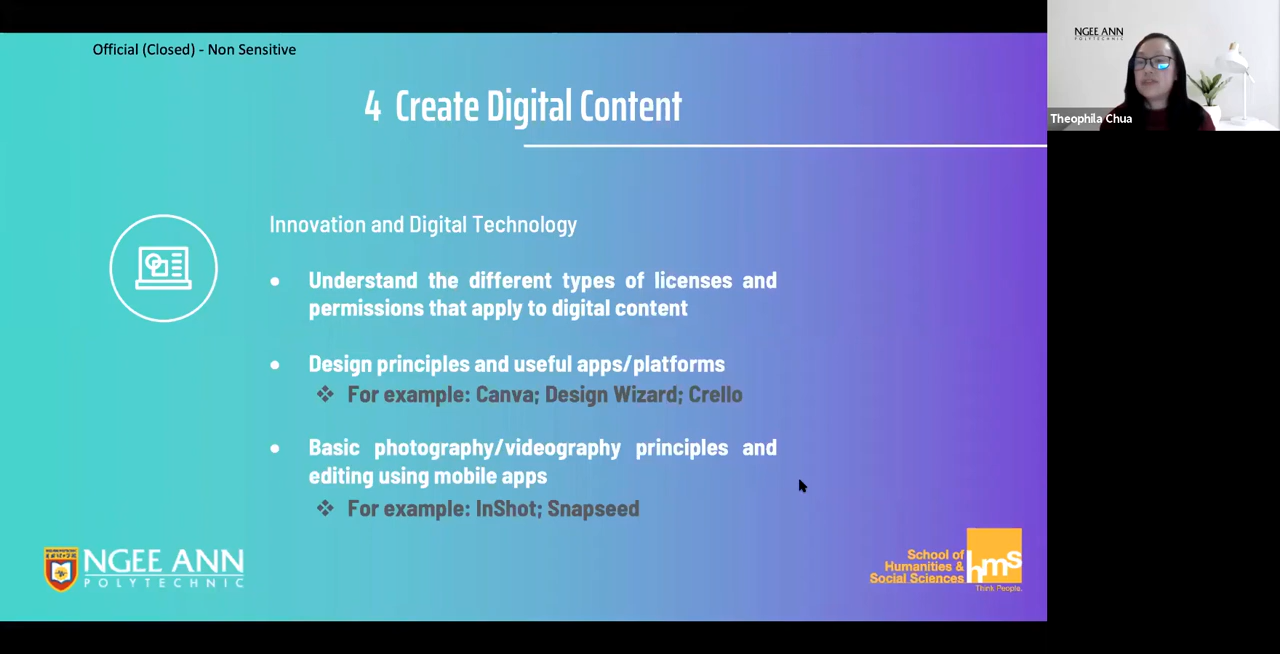 Official (Closed) - Non Sensitive
4 Create Digital Content
Innovation and Digital Technology
● Understand the different types of licenses and
permissions that apply to digital content
● Design principles and useful apps/platforms
❖ For example: Canva; Design Wizard; Crello
● Basic photography/videography principles and
editing using mobile apps
❖ For example: InShot; Snapseed
NGEE ANN
POLYTECHNIC
School of
Humanities &
Social Sciences
hms
Think People.
NGEE ANN
POLYTECHNIC
Theophila Chua